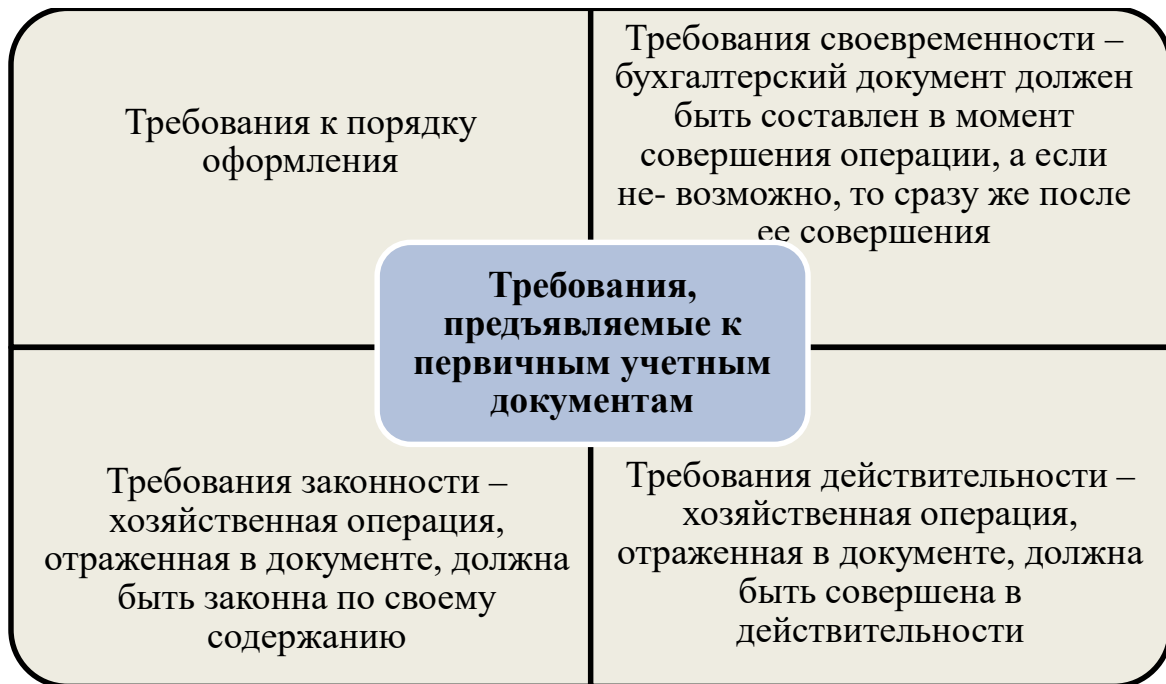 Требования к порядку
оформления
Требования своевременности –
бухгалтерский документ должен
быть составлен в момент
совершения операции, а если
не- возможно, то сразу же после
ее совершения
Требования,
предъявляемые к
первичным учетным
документам
Требования законности –
хозяйственная операция,
отраженная в документе, должна
быть законна по своему
содержанию
Требования действительности –
хозяйственная операция,
отраженная в документе, должна
быть совершена в
действительности